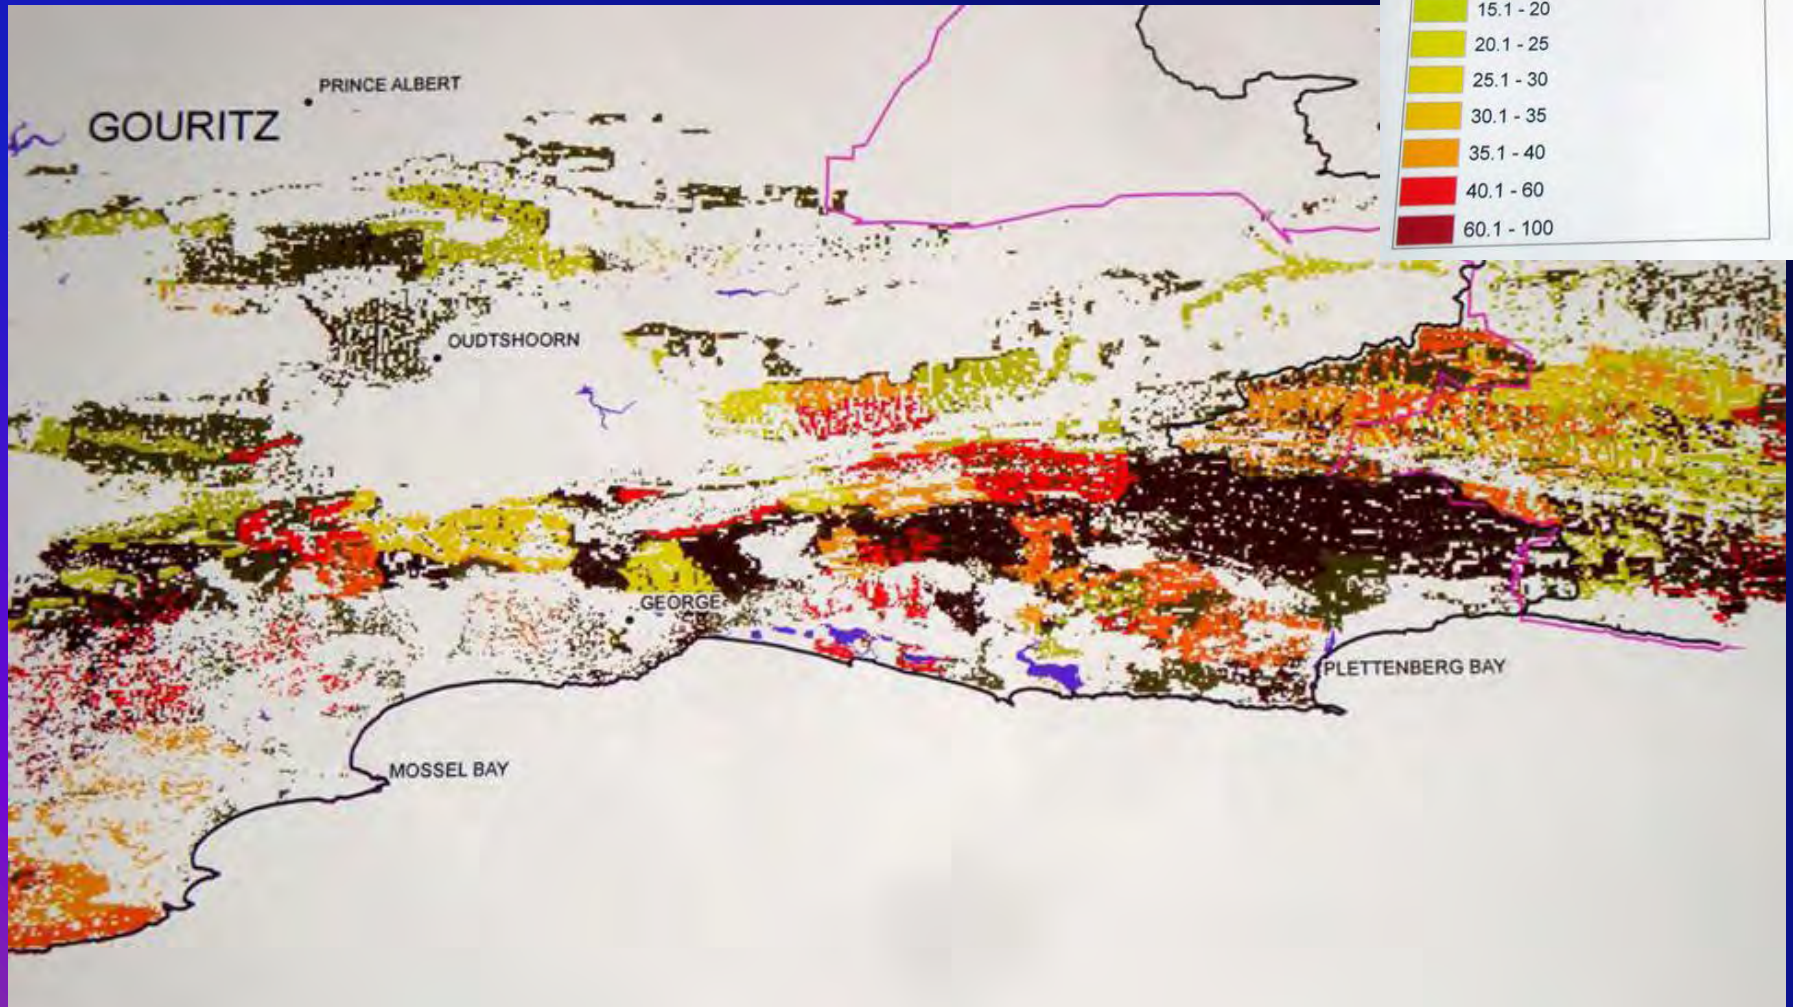 15.1 - 20
20.1 - 25
25.1 - 30
30.1 - 35
35.1 - 40
40.1 - 60
60.1 - 100
PRINCE ALBERT
GOURITZ
OUDTSHOORN
GEORGE
PLETTENBERG BAY
MOSSEL BAY